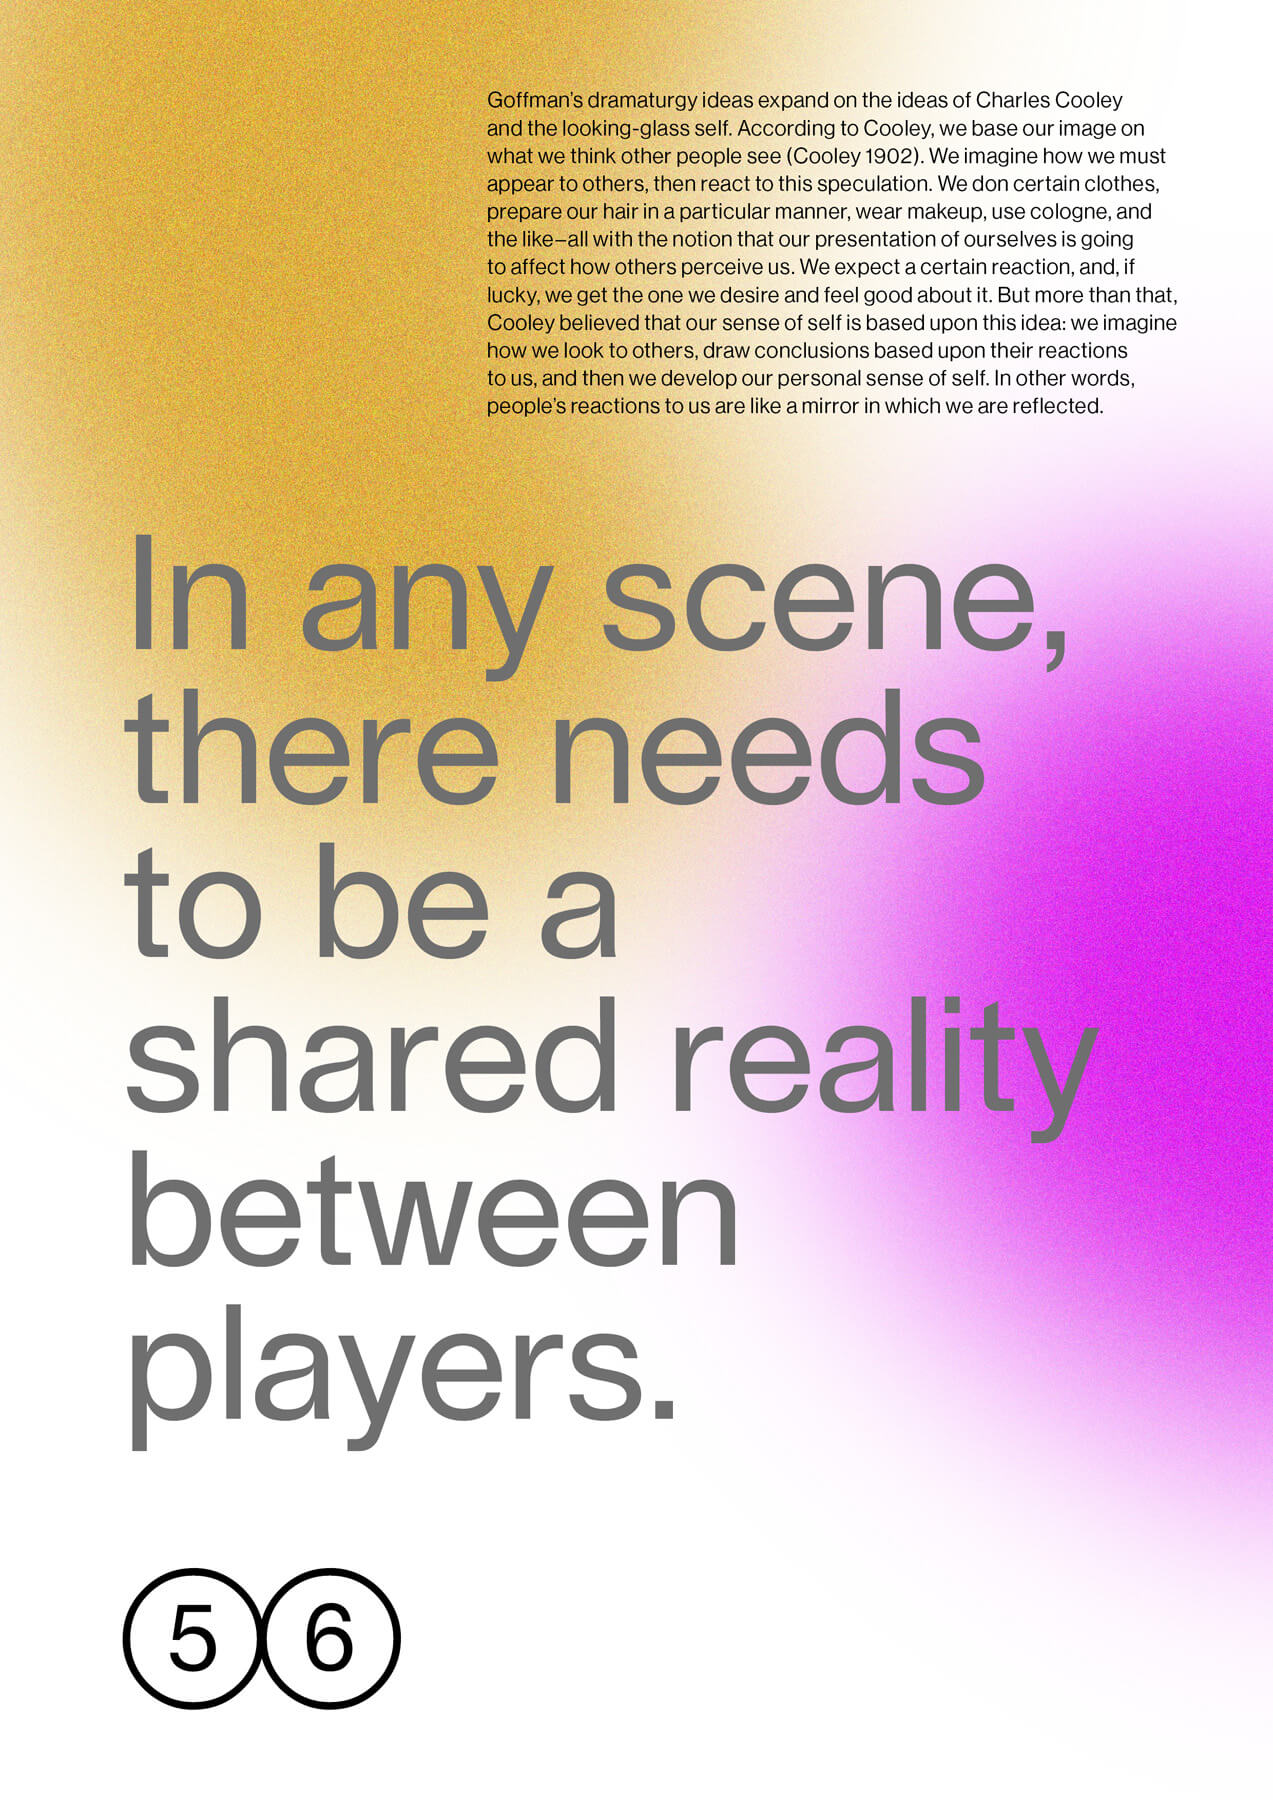 Goffman’s dramaturgy ideas expand on the ideas of Charles Cooley
and the looking-glass self. According to Cooley, we base our image on
what we think other people see (Cooley 1902). We imagine how we must
appear to others, then react to this speculation. We don certain clothes,
prepare our hair in a particular manner, wear makeup, use cologne, and
the like–all with the notion that our presentation of ourselves is going
to affect how others perceive us. We expect a certain reaction, and, if
lucky, we get the one we desire and feel good about it. But more than that,
Cooley believed that our sense of self is based upon this idea: we imagine
how we look to others, draw conclusions based upon their reactions
to us, and then we develop our personal sense of self. In other words,
people’s reactions to us are like a mirror in which we are reflected.
In any scene,
there needs
to be a
shared reality
between
players.
5 6